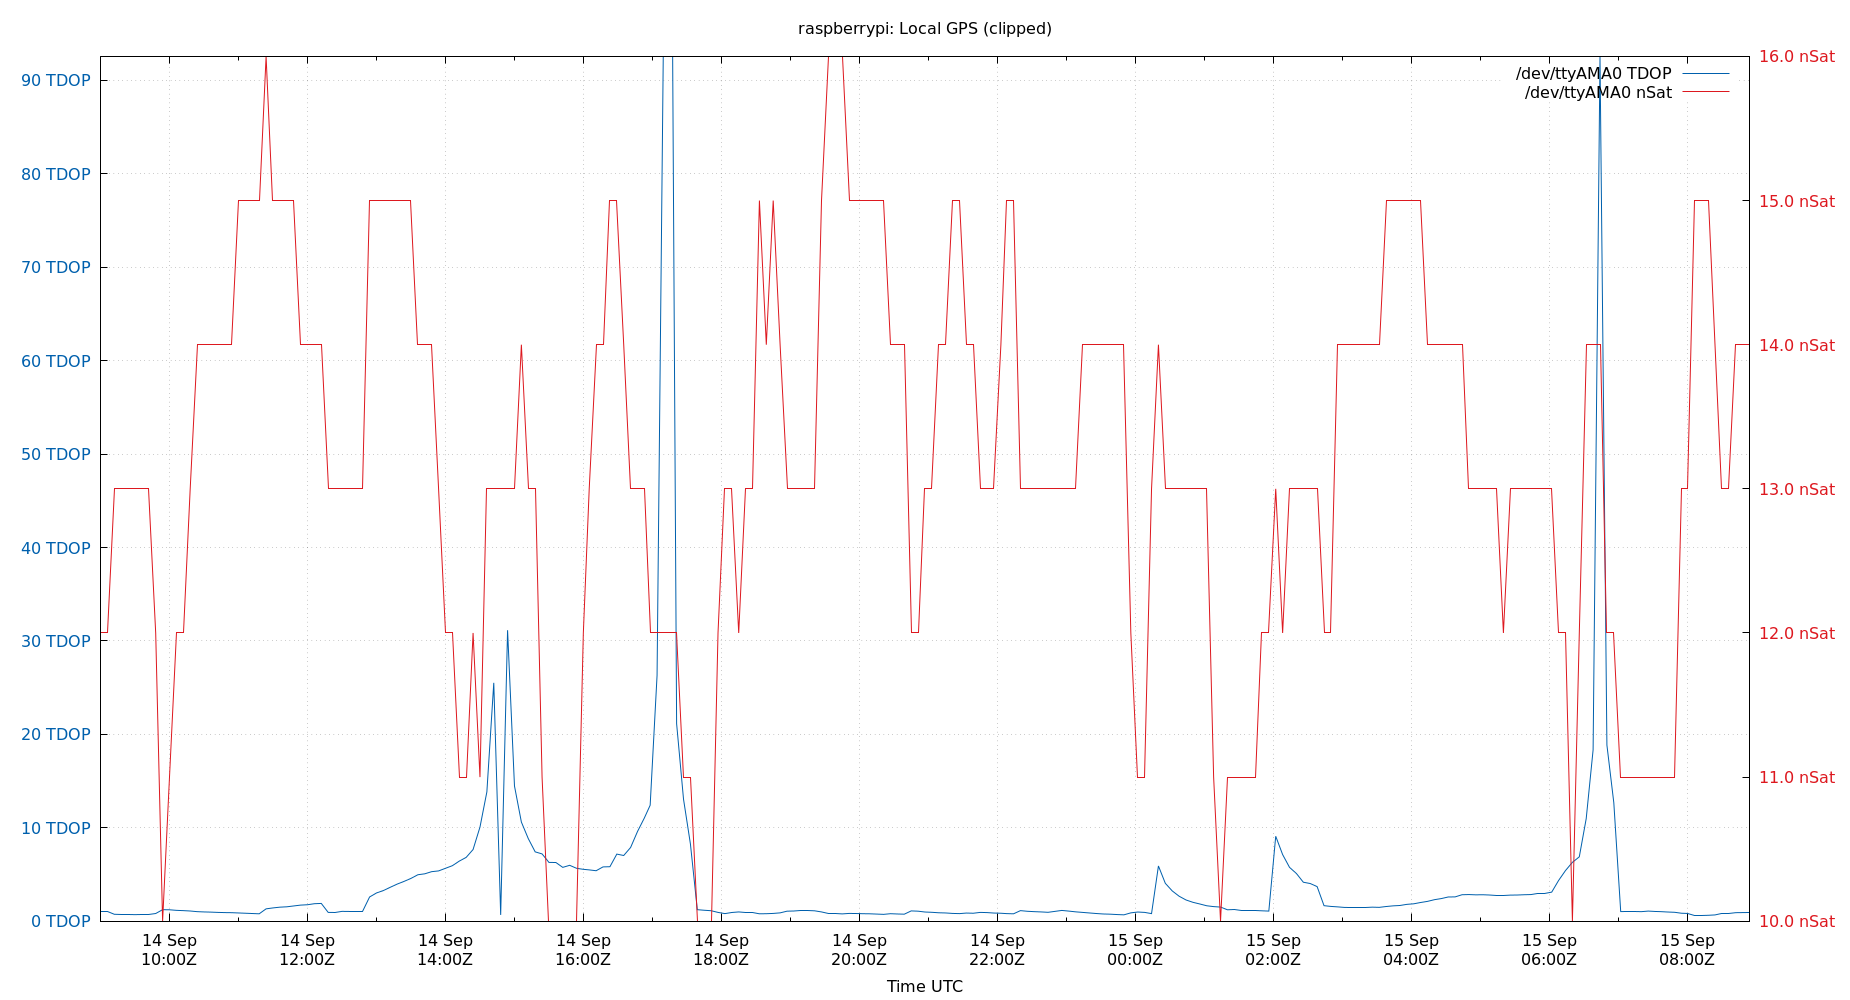 raspberrypi: Local GPS (clipped)
/dev/ttyAMA0 TDOP
/dev/ttyAMA0 nSat
90 TDOP
80 TDOP
70 TDOP
60 TDOP
50 TDOP
40 TDOP
30 TDOP
20 TDOP
10 TDOP
0 TDOP
16.0 nSat
15.0 nSat
14.0 nSat
13.0 nSat
12.0 nSat
11.0 nSat
10.0 nSat
14 Sep
10:00Z
14 Sep
12:00Z
14 Sep
14:00Z
14 Sep
16:00Z
14 Sep
18:00Z
14 Sep
20:00Z
14 Sep
22:00Z
15 Sep
00:00Z
15 Sep
02:00Z
15 Sep
04:00Z
15 Sep
06:00Z
15 Sep
08:00Z
Time UTC